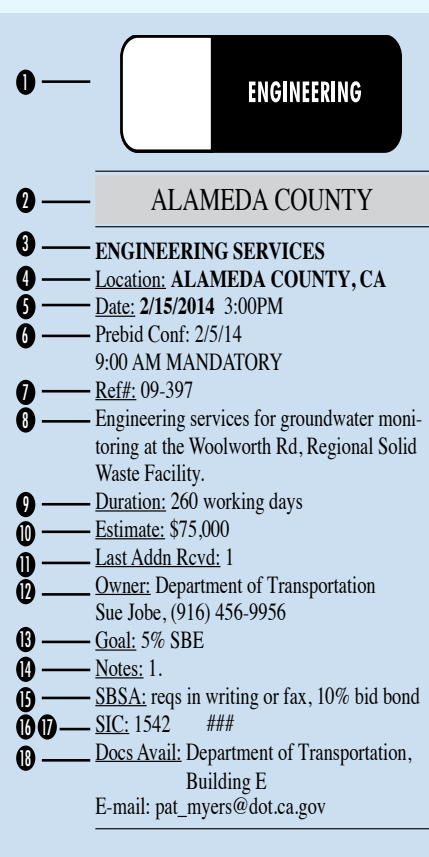 1 ENGINEERING
2 ALAMEDA COUNTY
3 ENGINEERING SERVICES
4 Location: ALAMEDA COUNTY, CA
5 Date: 2/15/2014 3:00PM
6 Prebid Conf: 2/5/14
9:00 AM MANDATORY
7 Ref#: 09-397
8 Engineering services for groundwater moni-
toring at the Woolworth Rd, Regional Solid
Waste Facility.
9 Duration: 260 working days
10 Estimate: $75,000
11 Last Addn Rcvd: 1
12 Owner: Department of Transportation
Sue Jobe, (916) 456-9956
13 Goal: 5% SBE
14 Notes: 1.
15 SBSA: reqs in writing or fax, 10% bid bond
16 17 SIC: 1542 ###
18 Docs Avail: Department of Transportation,
Building E
E-mail: pat_myers@dot.ca.gov